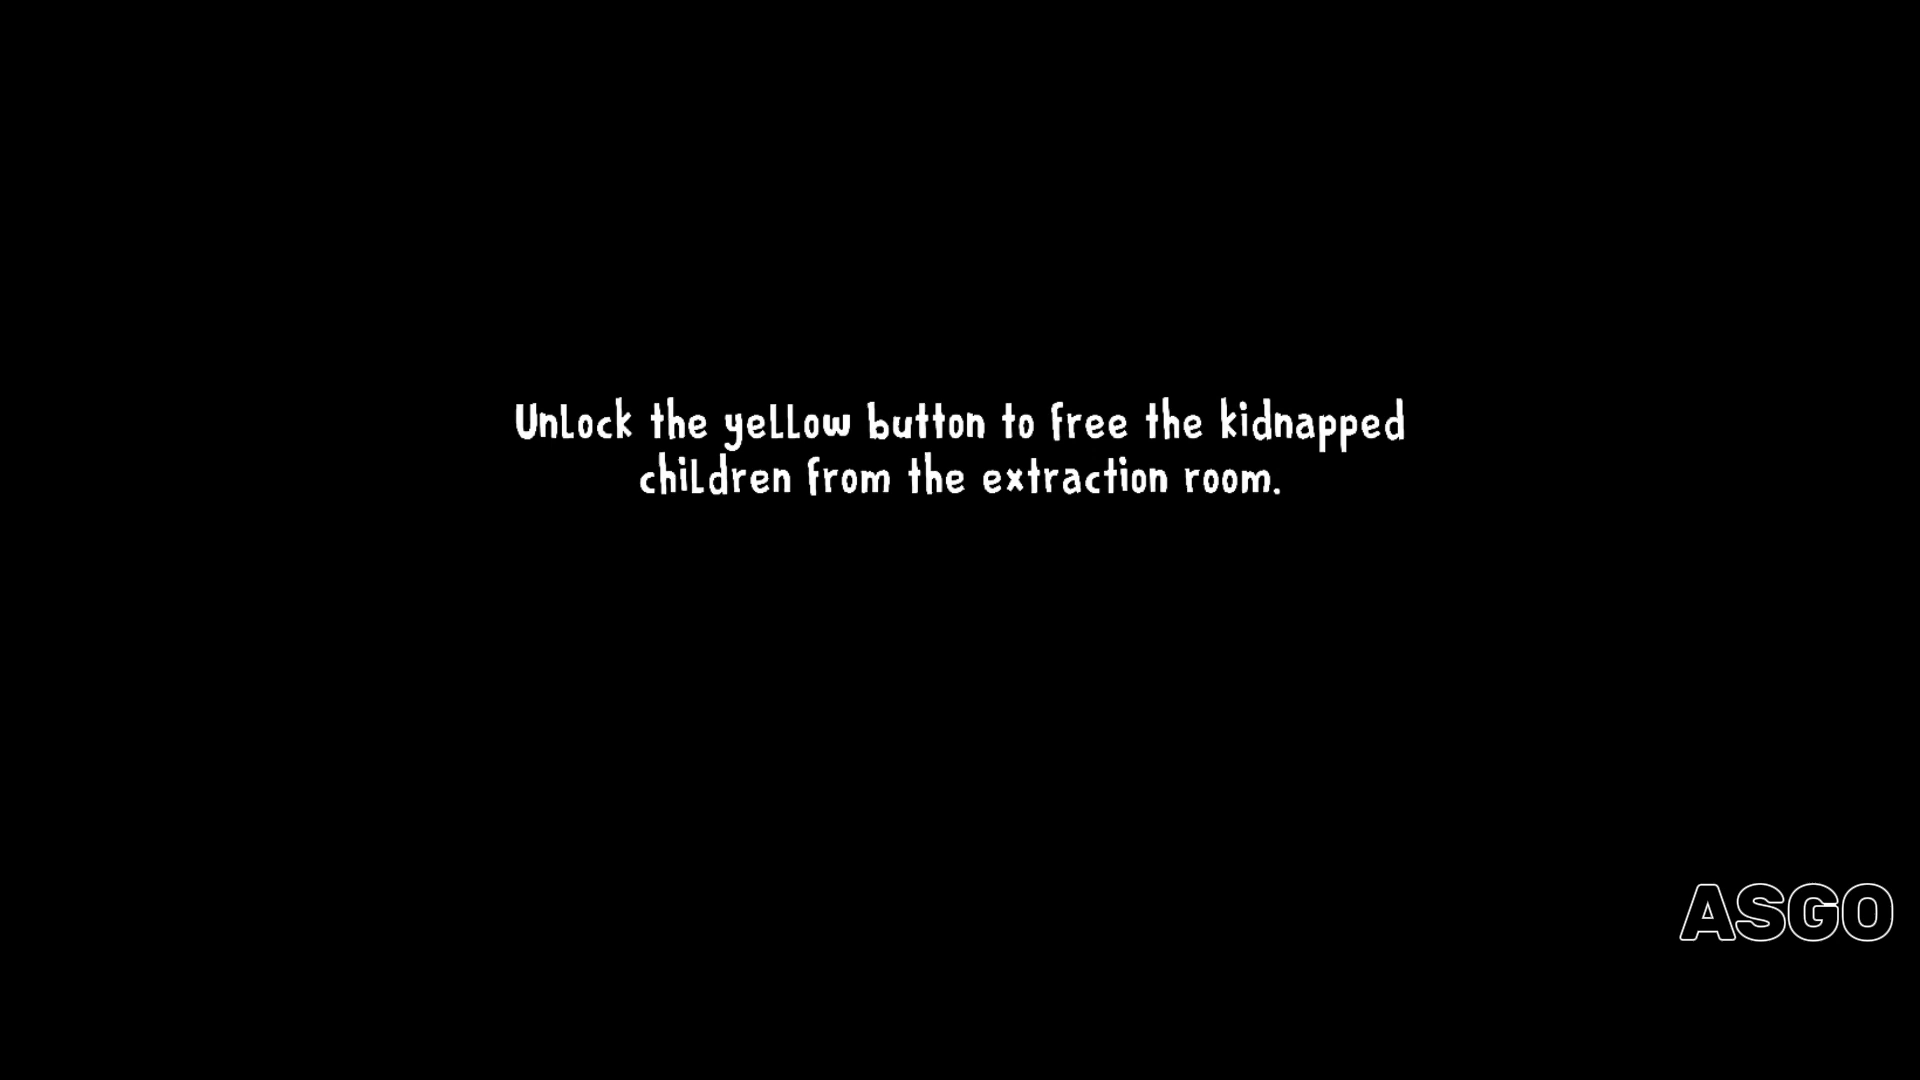 Unlock the yellow button to free the kidnapped
children from the extraction room.
ASGO